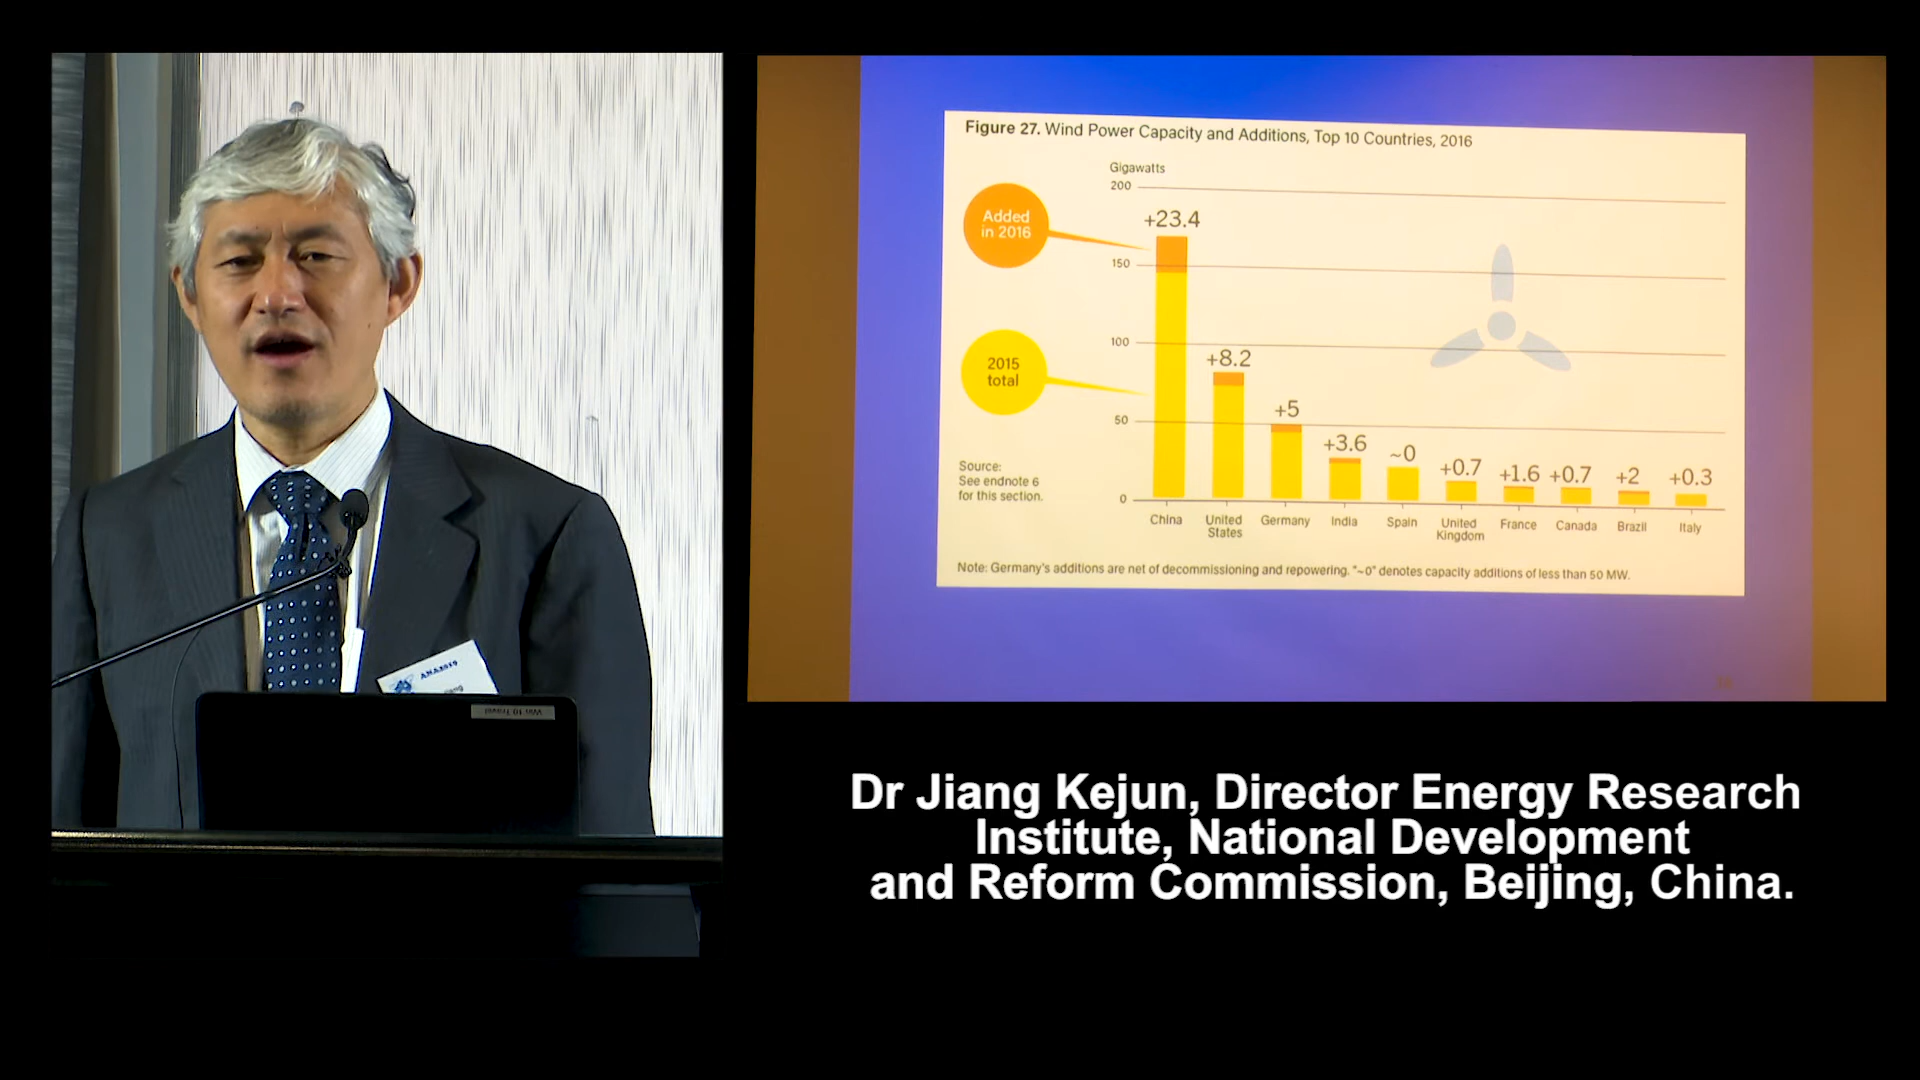 Figure 27. Wind Power Capacity and Additions, Top 10 Countries, 2016
Gigawatts
200
150
100
50
0
Added
in 2016
2015
total
+23.4
+8.2
+5
+3.6
~0
+0.7
+1.6
+0.7
+2
+0.3
Source:
See endnote 6
for this section.
China
United
States
Germany
India
Spain
United
Kingdom
France
Canada
Brazil
Italy
Note: Germany's additions are net of decommissioning and repowering. "~0" denotes capacity additions of less than 50 MW.
ANA2019
Win 10 Travel
Dr Jiang Kejun, Director Energy Research
Institute, National Development
and Reform Commission, Beijing, China.